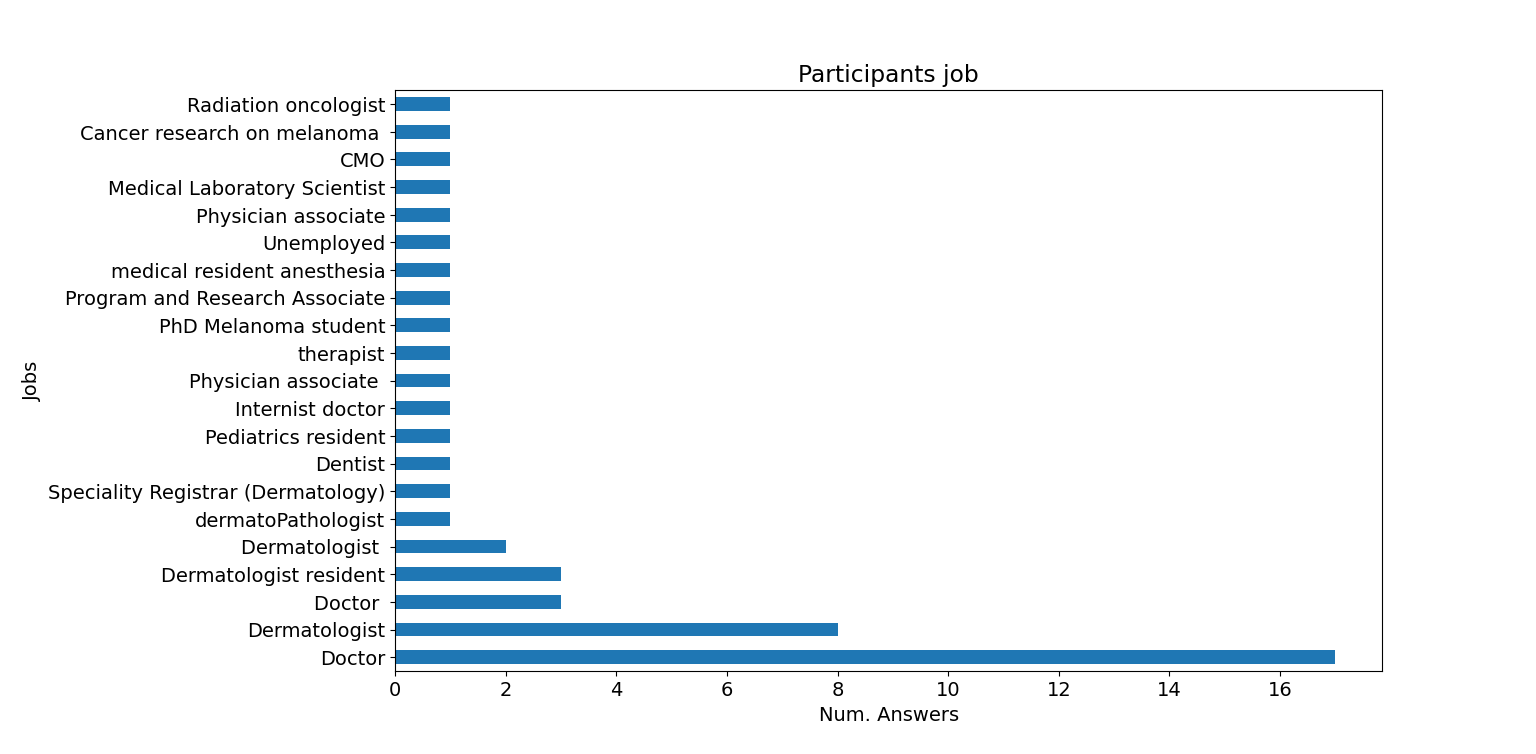 Participants job
Radiation oncologist
Cancer research on melanoma
CMO
Medical Laboratory Scientist
Physician associate
Unemployed
medical resident anesthesia
Program and Research Associate
PhD Melanoma student
therapist
Physician associate
Internist doctor
Pediatrics resident
Dentist
Speciality Registrar (Dermatology)
dermatoPathologist
Dermatologist
Dermatologist resident
Doctor
Dermatologist
Doctor
Jobs
0 2 4 6 8 10 12 14 16
Num. Answers